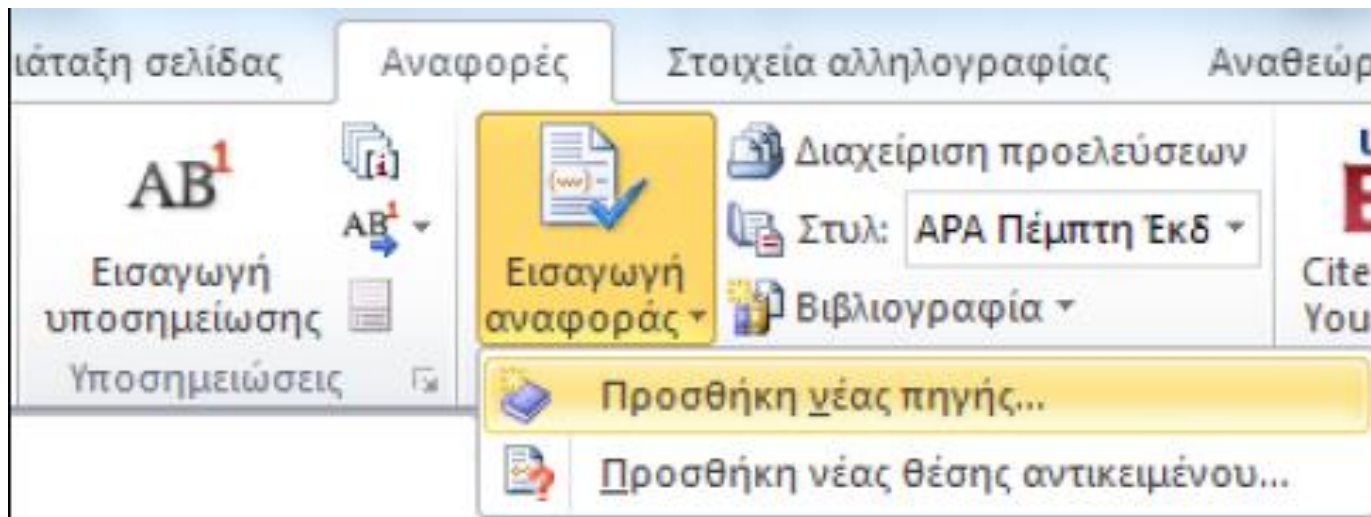 ιάταξη σελίδας Αναφορές Στοιχεία αλληλογραφίας Αναθεώρ
AB1
[i]
AB1
Εισαγωγή
υποσημείωσης
Υποσημειώσεις
Εισαγωγή
αναφοράς
Διαχείριση προελεύσεων
Στυλ: APA Πέμπτη Έκδ
Βιβλιογραφία
Cite
You
Προσθήκη νέας πηγής...
Προσθήκη νέας θέσης αντικειμένου...